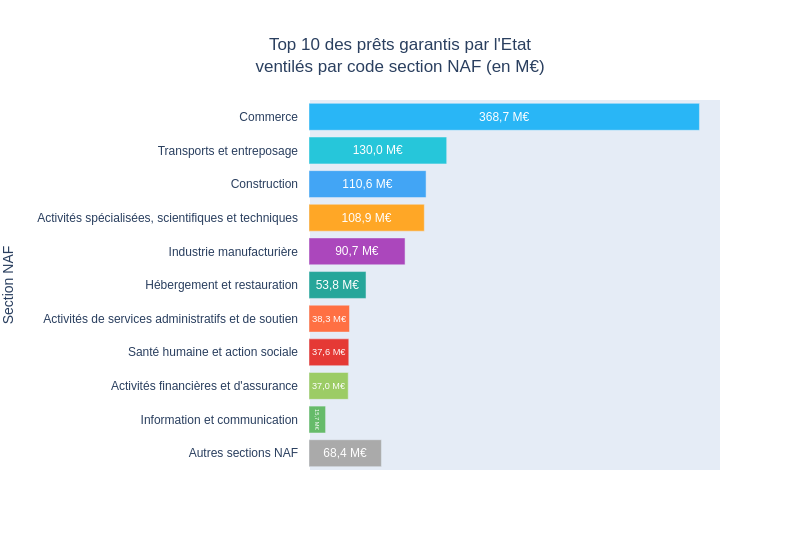 Top 10 des prêts garantis par l'Etat
ventilés par code section NAF (en M€)
Section NAF
Commerce 368,7 M€
Transports et entreposage 130,0 M€
Construction 110,6 M€
Activités spécialisées, scientifiques et techniques 108,9 M€
Industrie manufacturière 90,7 M€
Hébergement et restauration 53,8 M€
Activités de services administratifs et de soutien 38,3 M€
Santé humaine et action sociale 37,6 M€
Activités financières et d'assurance 37,0 M€
Information et communication
Autres sections NAF 68,4 M€